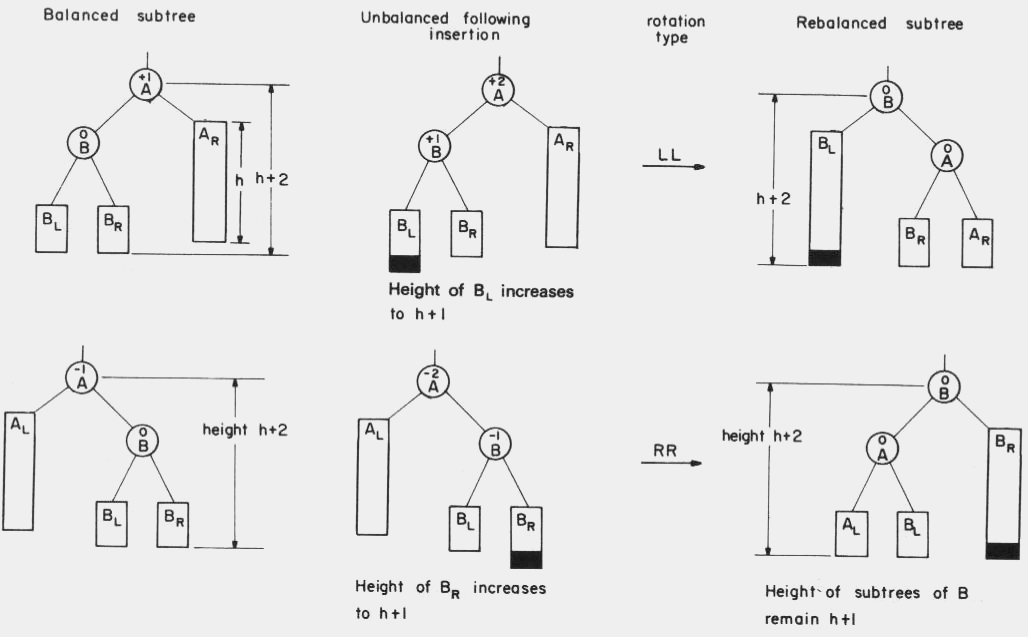 Balanced subtree
Unbalanced following
insertion
rotation
type
Rebalanced subtree
+1
A
0
B
A_R
B_L
B_R
h
h+2
+2
A
+1
B
A_R
B_L
B_R
Height of B_L increases
to h+1
LL
0
B
B_L
0
A
h+2
B_R
A_R
-1
A
A_L
0
B
height h+2
B_L
B_R
-2
A
A_L
-1
B
B_L
B_R
Height of B_R increases
to h+1
RR
0
B
0
A
B_R
height h+2
A_L
B_L
Height of subtrees of B
remain h+1